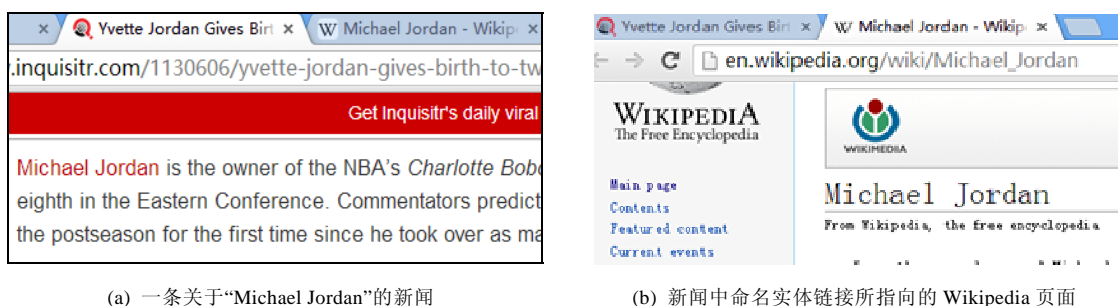 Yvette Jordan Gives Birt
Michael Jordan - Wikip
.inquisitr.com/1130606/yvette-jordan-gives-birth-to-tw
Get Inquisitr's daily viral
Michael Jordan is the owner of the NBA's Charlotte Bobc
eighth in the Eastern Conference. Commentators predict
the postseason for the first time since he took over as ma
(a) 一条关于“Michael Jordan”的新闻
Yvette Jordan Gives Birt
Michael Jordan - Wikip
en.wikipedia.org/wiki/Michael_Jordan
WIKIPEDIA
The Free Encyclopedia
Main page
Contents
Featured content
Current events
WIKIMEDIA
Michael Jordan
From Wikipedia, the free encyclopedia
(b) 新闻中命名实体链接所指向的 Wikipedia 页面